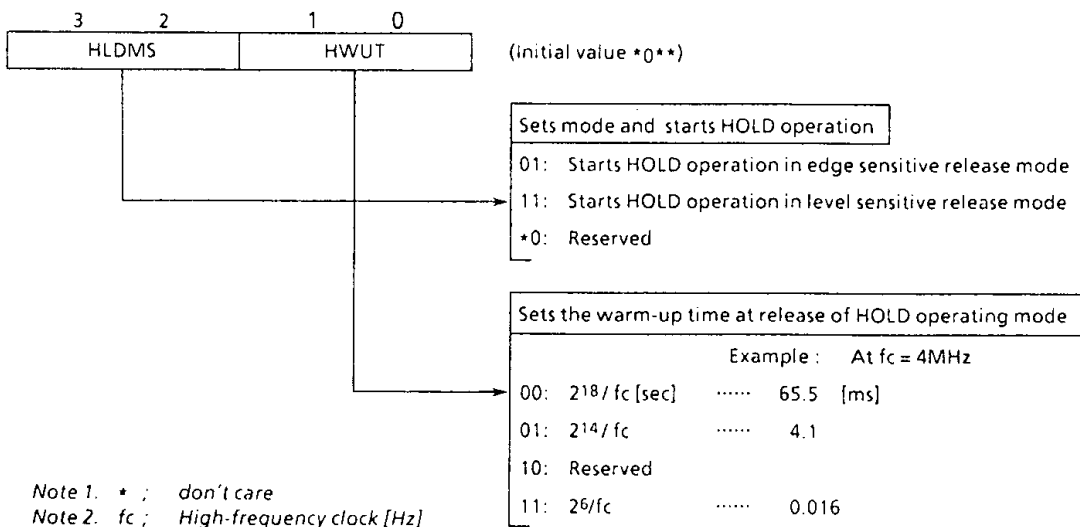 3 2 1 0
HLDMS HWUT (Initial value *0**)
Sets mode and starts HOLD operation
01: Starts HOLD operation in edge sensitive release mode
11: Starts HOLD operation in level sensitive release mode
*0: Reserved
Sets the warm-up time at release of HOLD operating mode
Example : At fc = 4MHz
00: 2¹⁸/ fc [sec] ...... 65.5 [ms]
01: 2¹⁴/ fc ...... 4.1
10: Reserved
11: 2⁶/fc ...... 0.016
Note 1. * ; don't care
Note 2. fc ; High-frequency clock [Hz]